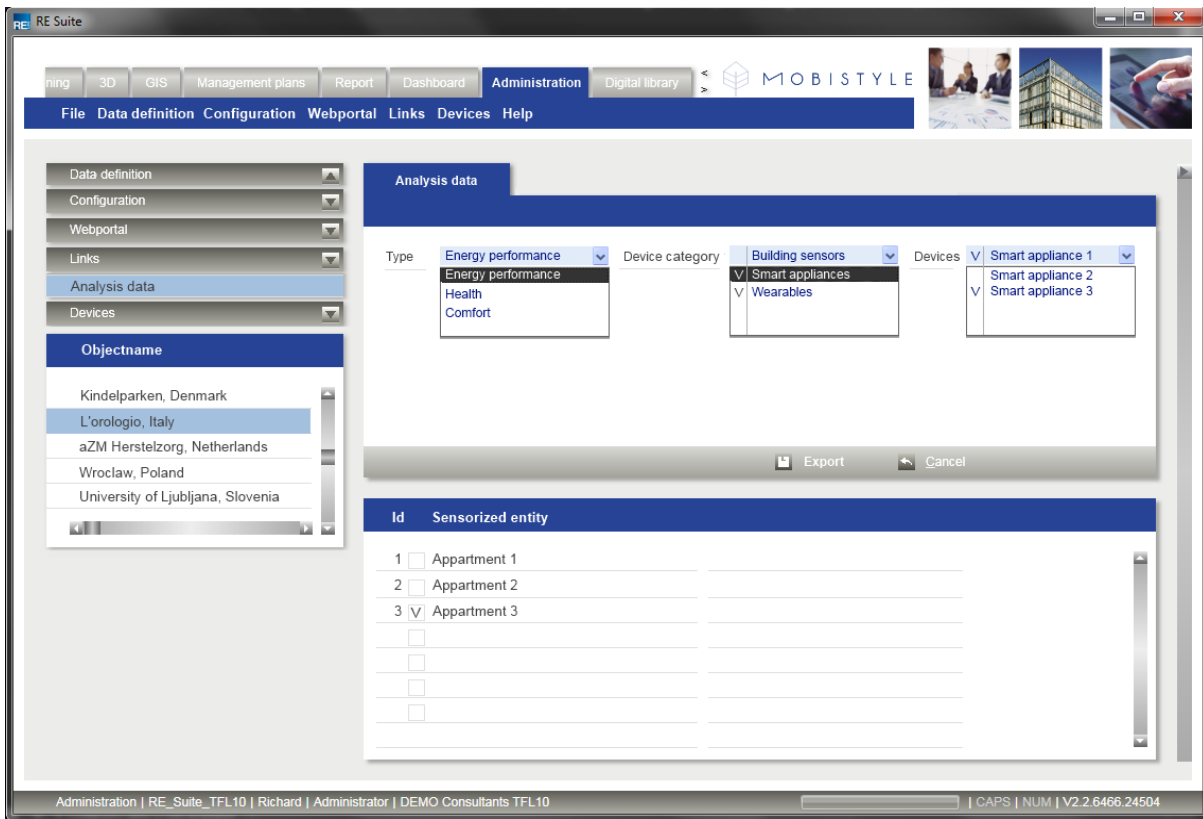 RE RE Suite
ning 3D GIS Management plans Report Dashboard Administration Digital library < > MOBISTYLE
File Data definition Configuration Webportal Links Devices Help
Data definition
Configuration
Webportal
Links
Analysis data
Devices
Objectname
Kindelparken, Denmark
L'orologio, Italy
aZM Herstelzorg, Netherlands
Wroclaw, Poland
University of Ljubljana, Slovenia
Analysis data
Type Energy performance Device category Building sensors Devices V Smart appliance 1
Energy performance V Smart appliances Smart appliance 2
Health V Wearables V Smart appliance 3
Comfort
Export Cancel
Id Sensorized entity
1 Appartment 1
2 Appartment 2
3 V Appartment 3
Administration | RE_Suite_TFL10 | Richard | Administrator | DEMO Consultants TFL10 | CAPS | NUM | V2.2.6466.24504